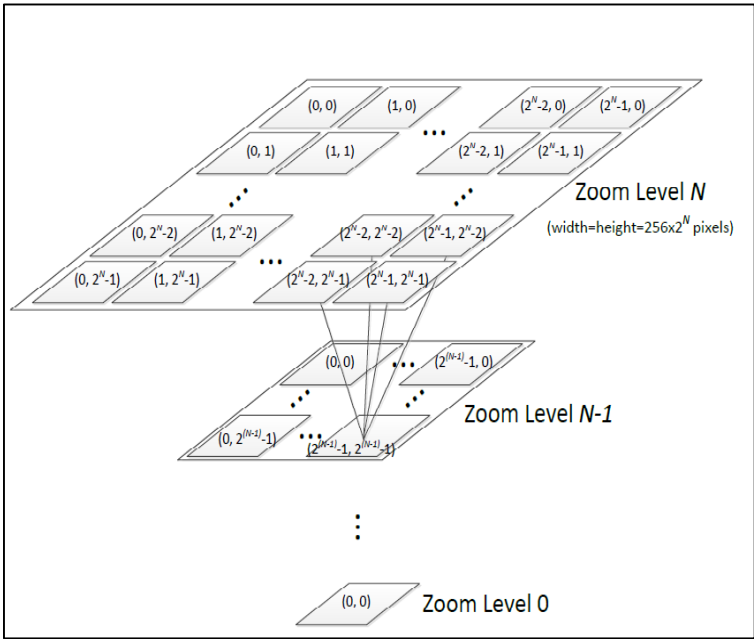 (0, 0) (1, 0) (2^N-2, 0) (2^N-1, 0)
...
(0, 1) (1, 1) (2^N-2, 1) (2^N-1, 1)
... ...
Zoom Level N
(0, 2^N-2) (1, 2^N-2) (2^N-2, 2^N-2) (2^N-1, 2^N-2)
(width=height=256x2^N pixels)
...
(0, 2^N-1) (1, 2^N-1) (2^N-2, 2^N-1) (2^N-1, 2^N-1)
(0, 0) ... (2^(N-1)-1, 0)
... ...
Zoom Level N-1
(0, 2^(N-1)-1) ... (2^(N-1)-1, 2^(N-1)-1)
...
(0, 0) Zoom Level 0